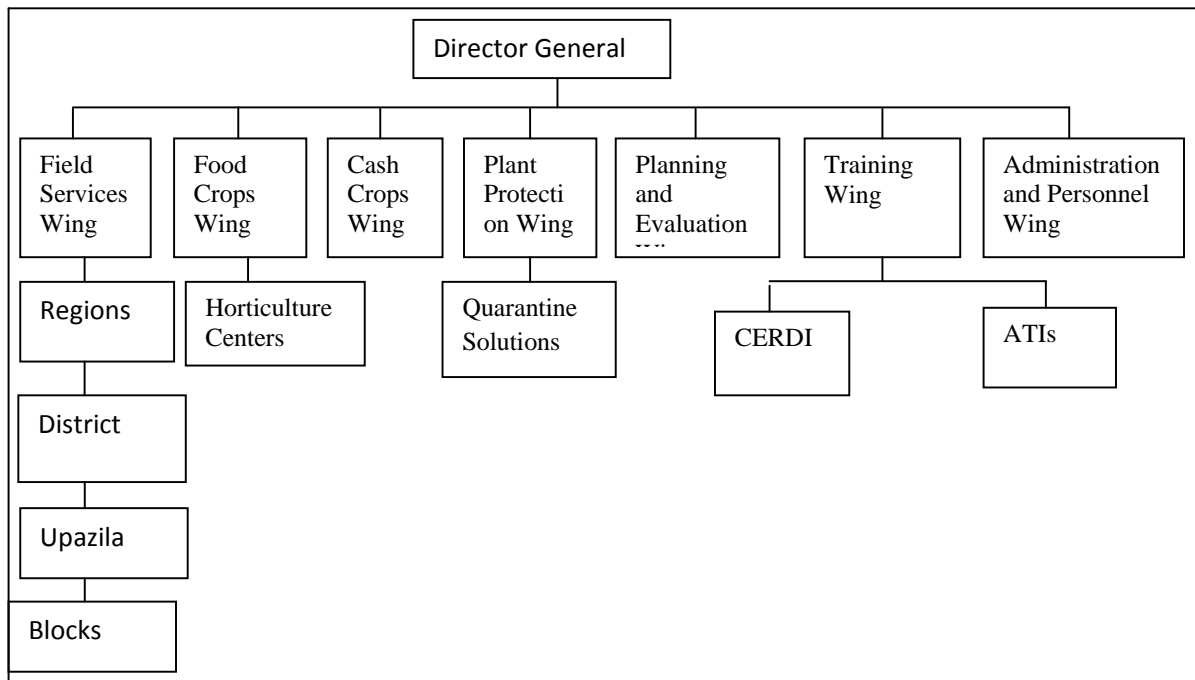 Director General
Field
Services
Wing
Food
Crops
Wing
Cash
Crops
Wing
Plant
Protecti
on Wing
Planning
and
Evaluation
Training
Wing
Administration
and Personnel
Wing
Regions
Horticulture
Centers
Quarantine
Solutions
CERDI
ATIs
District
Upazila
Blocks